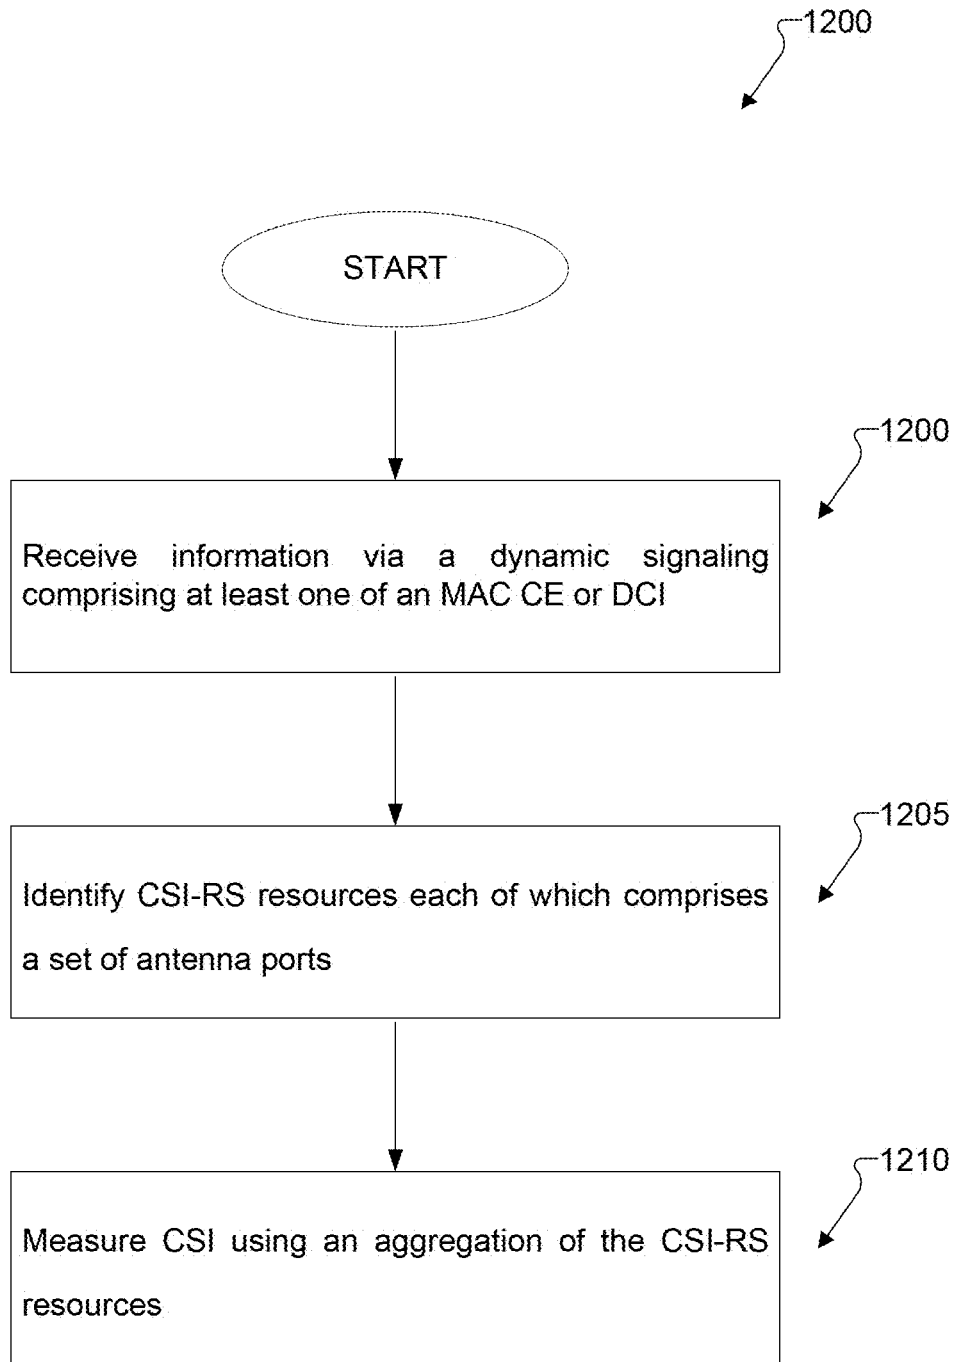 1200
START
1200
Receive information via a dynamic signaling
comprising at least one of an MAC CE or DCI
1205
Identify CSI-RS resources each of which comprises
a set of antenna ports
1210
Measure CSI using an aggregation of the CSI-RS
resources